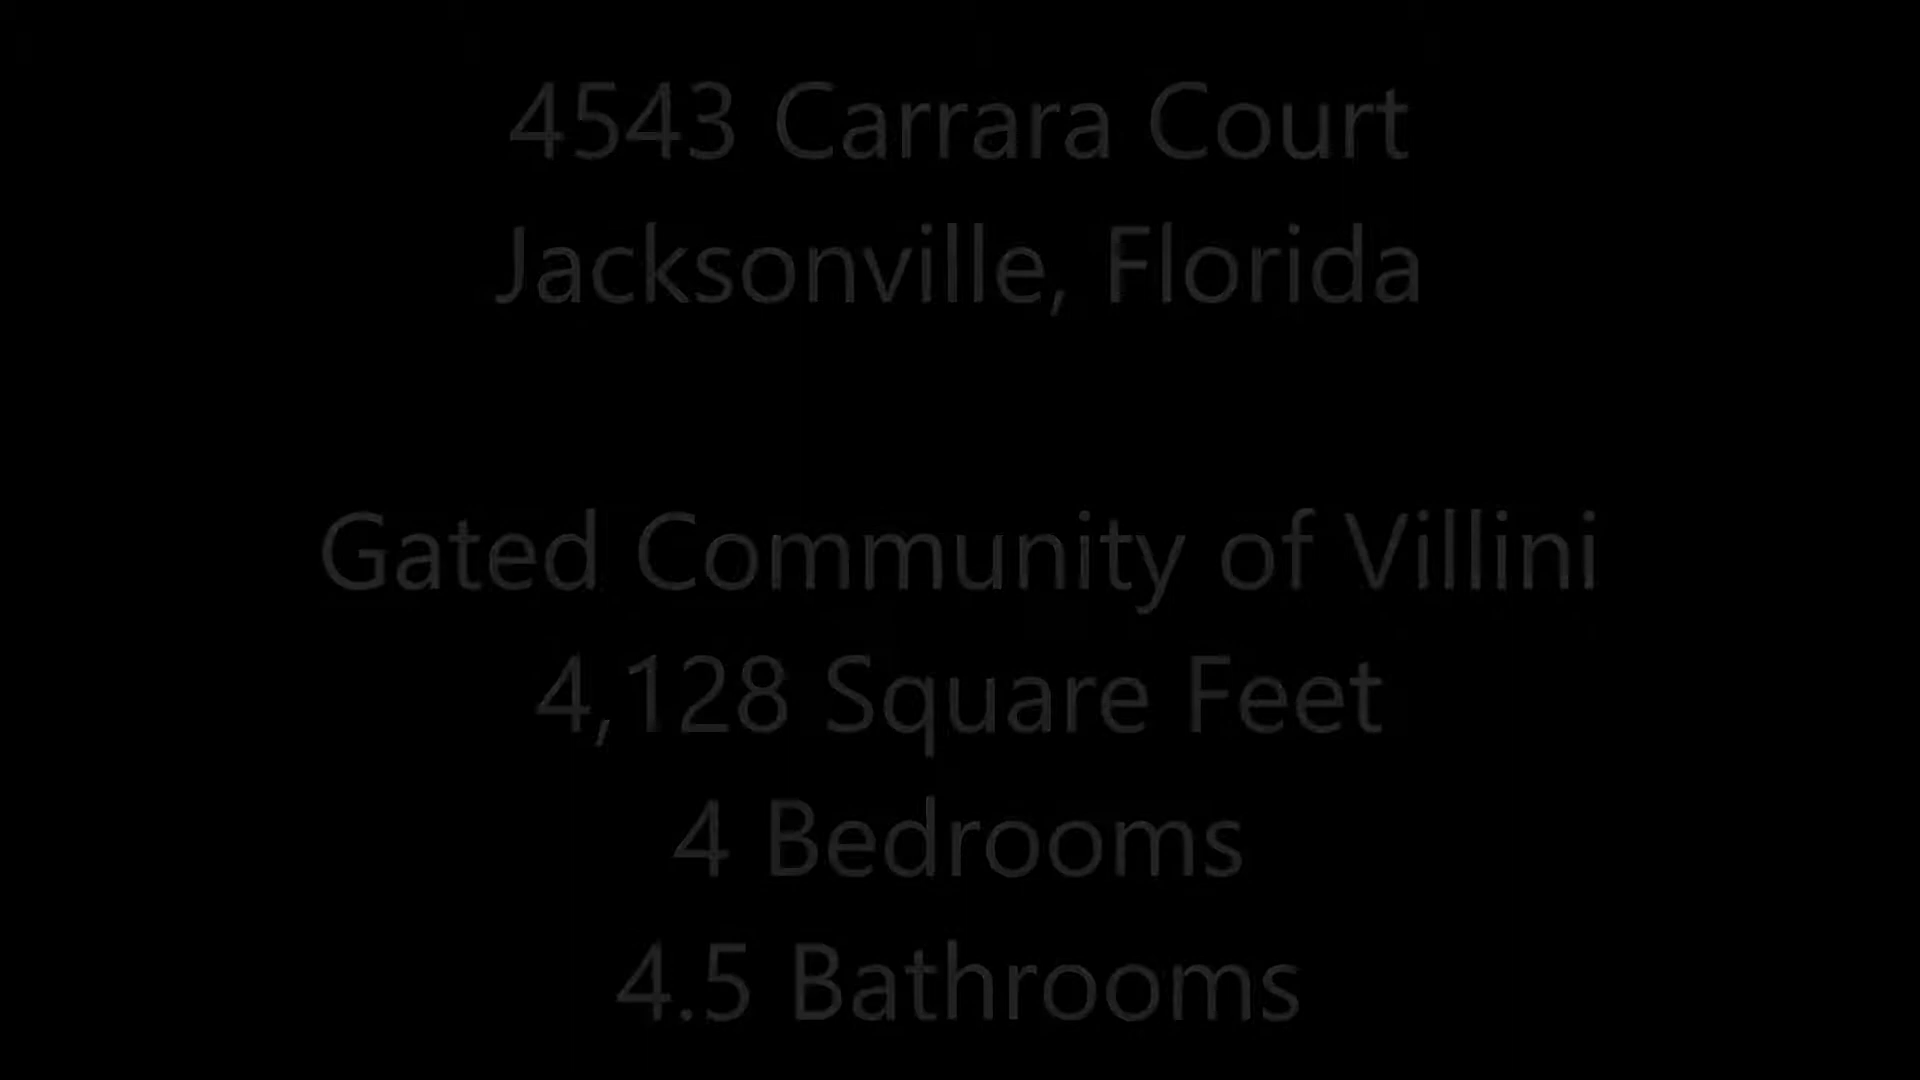 4543 Carrara Court
Jacksonville, Florida
Gated Community of Villini
4,128 Square Feet
4 Bedrooms
4.5 Bathrooms